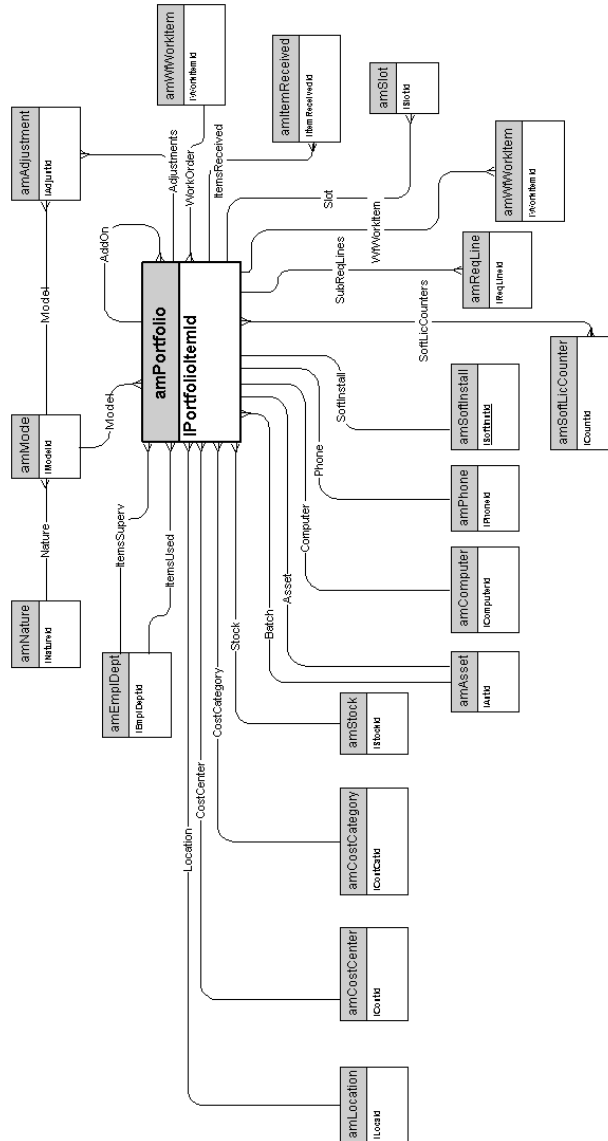 amNature
lNatureId
Nature
amMode
lModelId
Model
amAdjustment
lAdjustId
Model
AddOn
amEmplDept
lEmplDeptId
ItemsSuperv
ItemsUsed
amPortfolio
lPortfolioItemId
Adjustments
WorkOrder
amWfWorkItem
lWorkItemId
ItemsReceived
amItemReceived
lItemReceivedId
Slot
amSlot
lSlotId
WfWorkItem
amWfWorkItem
lWorkItemId
SubReqLines
amReqLine
lReqLineId
SoftLicCounters
amSoftLicCounter
lCountId
Location
CostCenter
CostCategory
Stock
Batch
Asset
Computer
Phone
SoftInstall
amLocation
lLocaId
amCostCenter
lCostId
amCostCategory
lCostCatId
amStock
lStockId
amAsset
lAstId
amComputer
lComputerId
amPhone
lPhoneId
amSoftInstall
lSoftInstId